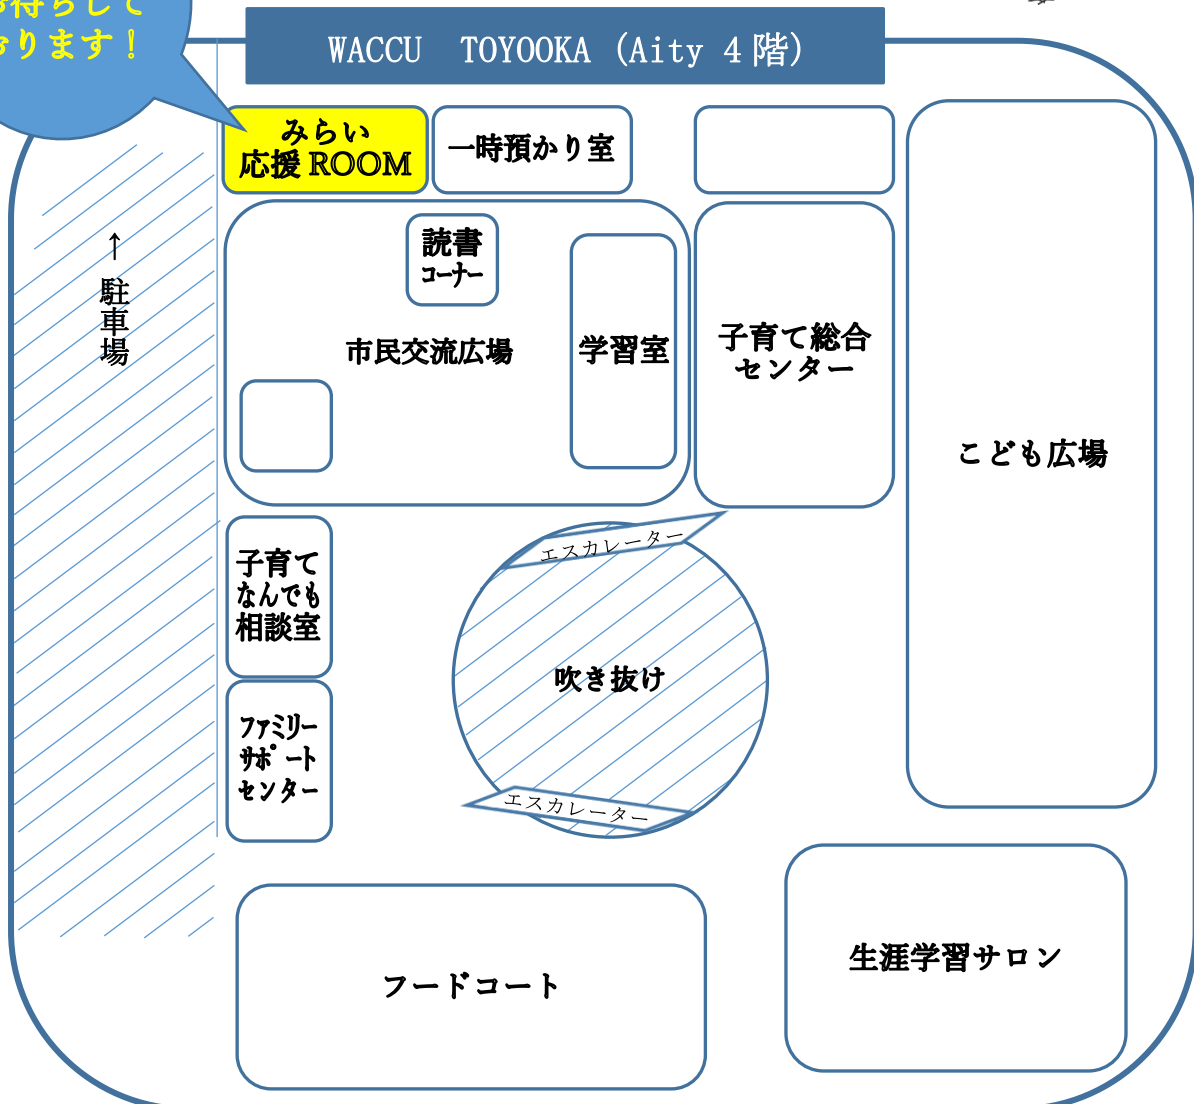 お待ちして
おります！
WACCU　TOYOOKA（Aity 4階）
みらい
応援ROOM
一時預かり室
↑
駐車場
読書
コーナー
市民交流広場
学習室
子育て総合
センター
こども広場
エスカレーター
子育て
なんでも
相談室
吹き抜け
ファミリー
サポート
センター
エスカレーター
フードコート
生涯学習サロン